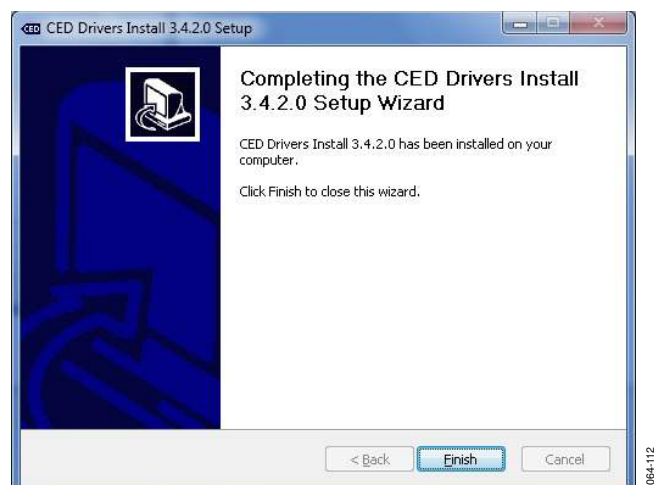 CED
CED Drivers Install 3.4.2.0 Setup
Completing the CED Drivers Install
3.4.2.0 Setup Wizard
CED Drivers Install 3.4.2.0 has been installed on your
computer.
Click Finish to close this wizard.
< Back
Finish
Cancel
064-112